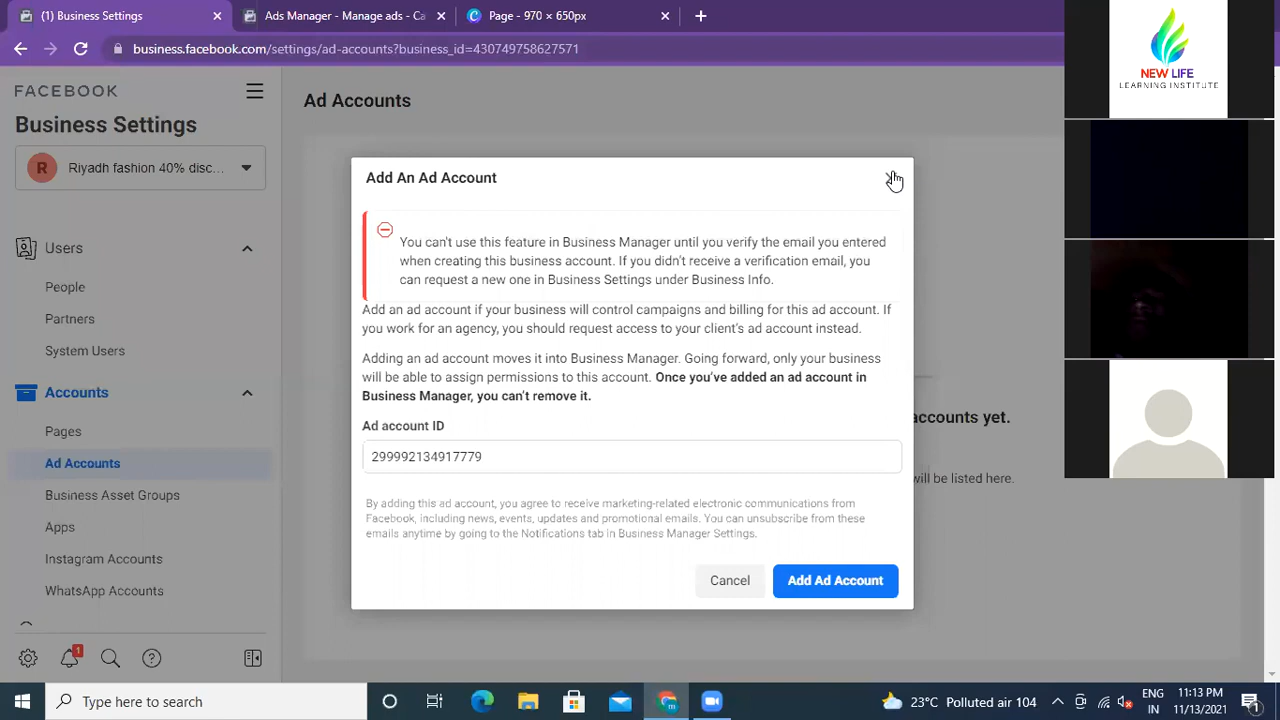 (1) Business Settings
Ads Manager - Manage ads - Ca
Page - 970 × 650px
business.facebook.com/settings/ad-accounts?business_id=430749758627571
FACEBOOK
Business Settings
R
Riyadh fashion 40% disc...
Users
People
Partners
System Users
Accounts
Pages
Ad Accounts
Business Asset Groups
Apps
Instagram Accounts
WhatsApp Accounts
1
Ad Accounts
accounts yet.
will be listed here.
Add An Ad Account
You can't use this feature in Business Manager until you verify the email you entered
when creating this business account. If you didn't receive a verification email, you
can request a new one in Business Settings under Business Info.
Add an ad account if your business will control campaigns and billing for this ad account. If
you work for an agency, you should request access to your client's ad account instead.
Adding an ad account moves it into Business Manager. Going forward, only your business
will be able to assign permissions to this account. Once you've added an ad account in
Business Manager, you can't remove it.
Ad account ID
299992134917779
By adding this ad account, you agree to receive marketing-related electronic communications from
Facebook, including news, events, updates and promotional emails. You can unsubscribe from these
emails anytime by going to the Notifications tab in Business Manager Settings.
Cancel
Add Ad Account
NEW LIFE
LEARNING INSTITUTE
Type here to search
23°C Polluted air 104
ENG
IN
11:13 PM
11/13/2021
1